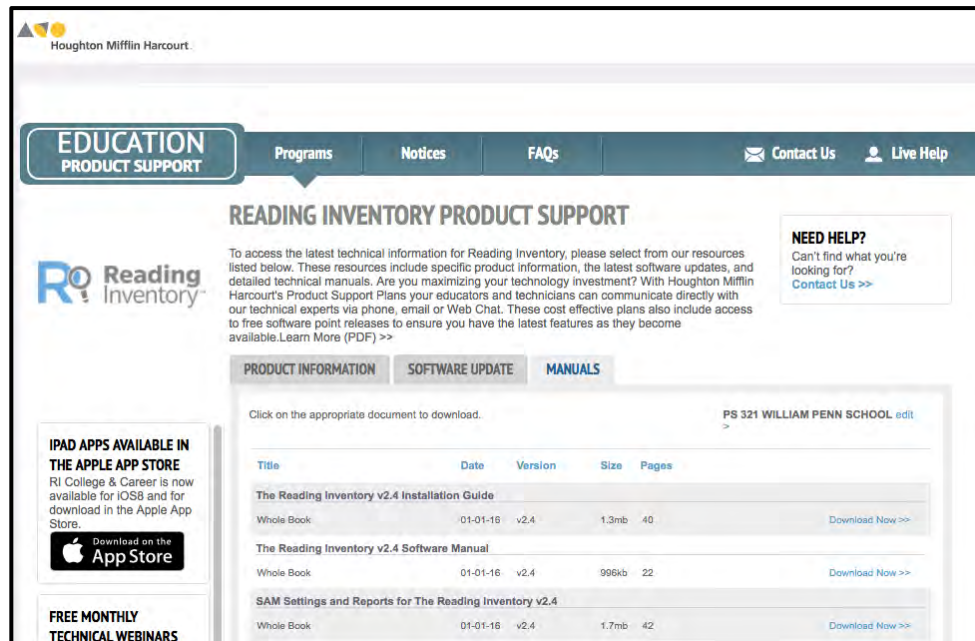 Houghton Mifflin Harcourt
EDUCATION
PRODUCT SUPPORT
Programs
Notices
FAQs
Contact Us
Live Help
READING INVENTORY PRODUCT SUPPORT
To access the latest technical information for Reading Inventory, please select from our resources
listed below. These resources include specific product information, the latest software updates, and
detailed technical manuals. Are you maximizing your technology investment? With Houghton Mifflin
Harcourt's Product Support Plans your educators and technicians can communicate directly with
our technical experts via phone, email or Web Chat. These cost effective plans also include access
to free software point releases to ensure you have the latest features as they become
available.Learn More (PDF) >>
NEED HELP?
Can't find what you're
looking for?
Contact Us >>
Reading
Inventory™
PRODUCT INFORMATION
SOFTWARE UPDATE
MANUALS
Click on the appropriate document to download.
PS 321 WILLIAM PENN SCHOOL edit
>
Title Date Version Size Pages
The Reading Inventory v2.4 Installation Guide
Whole Book 01-01-16 v2.4 1.3mb 40 Download Now >>
The Reading Inventory v2.4 Software Manual
Whole Book 01-01-16 v2.4 996kb 22 Download Now >>
SAM Settings and Reports for The Reading Inventory v2.4
Whole Book 01-01-16 v2.4 1.7mb 42 Download Now >>
IPAD APPS AVAILABLE IN
THE APPLE APP STORE
RI College & Career is now
available for iOS8 and for
download in the Apple App
Store.
Download on the
App Store
FREE MONTHLY
TECHNICAL WEBINARS